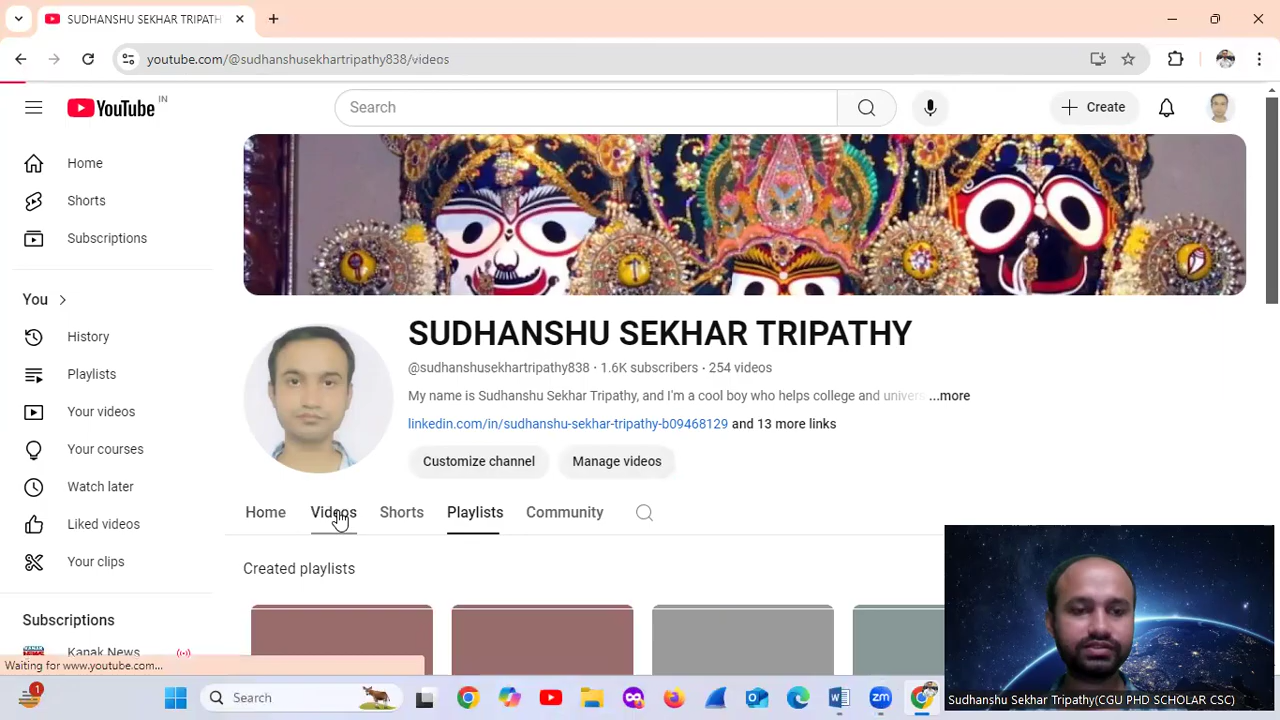 SUDHANSHU SEKHAR TRIPATH
youtube.com/@sudhanshusekhartripathy838/videos
YouTube IN
Search
Create
Home
Shorts
Subscriptions
You
History
Playlists
Your videos
Your courses
Watch later
Liked videos
Your clips
Subscriptions
Kanak News
SUDHANSHU SEKHAR TRIPATHY
@sudhanshusekhartripathy838 · 1.6K subscribers · 254 videos
My name is Sudhanshu Sekhar Tripathy, and I'm a cool boy who helps college and univers ...more
linkedin.com/in/sudhanshu-sekhar-tripathy-b09468129 and 13 more links
Customize channel Manage videos
Home Videos Shorts Playlists Community
Created playlists
Waiting for www.youtube.com...
1
Search
zm
Sudhanshu Sekhar Tripathy(CGU PHD SCHOLAR CSC)